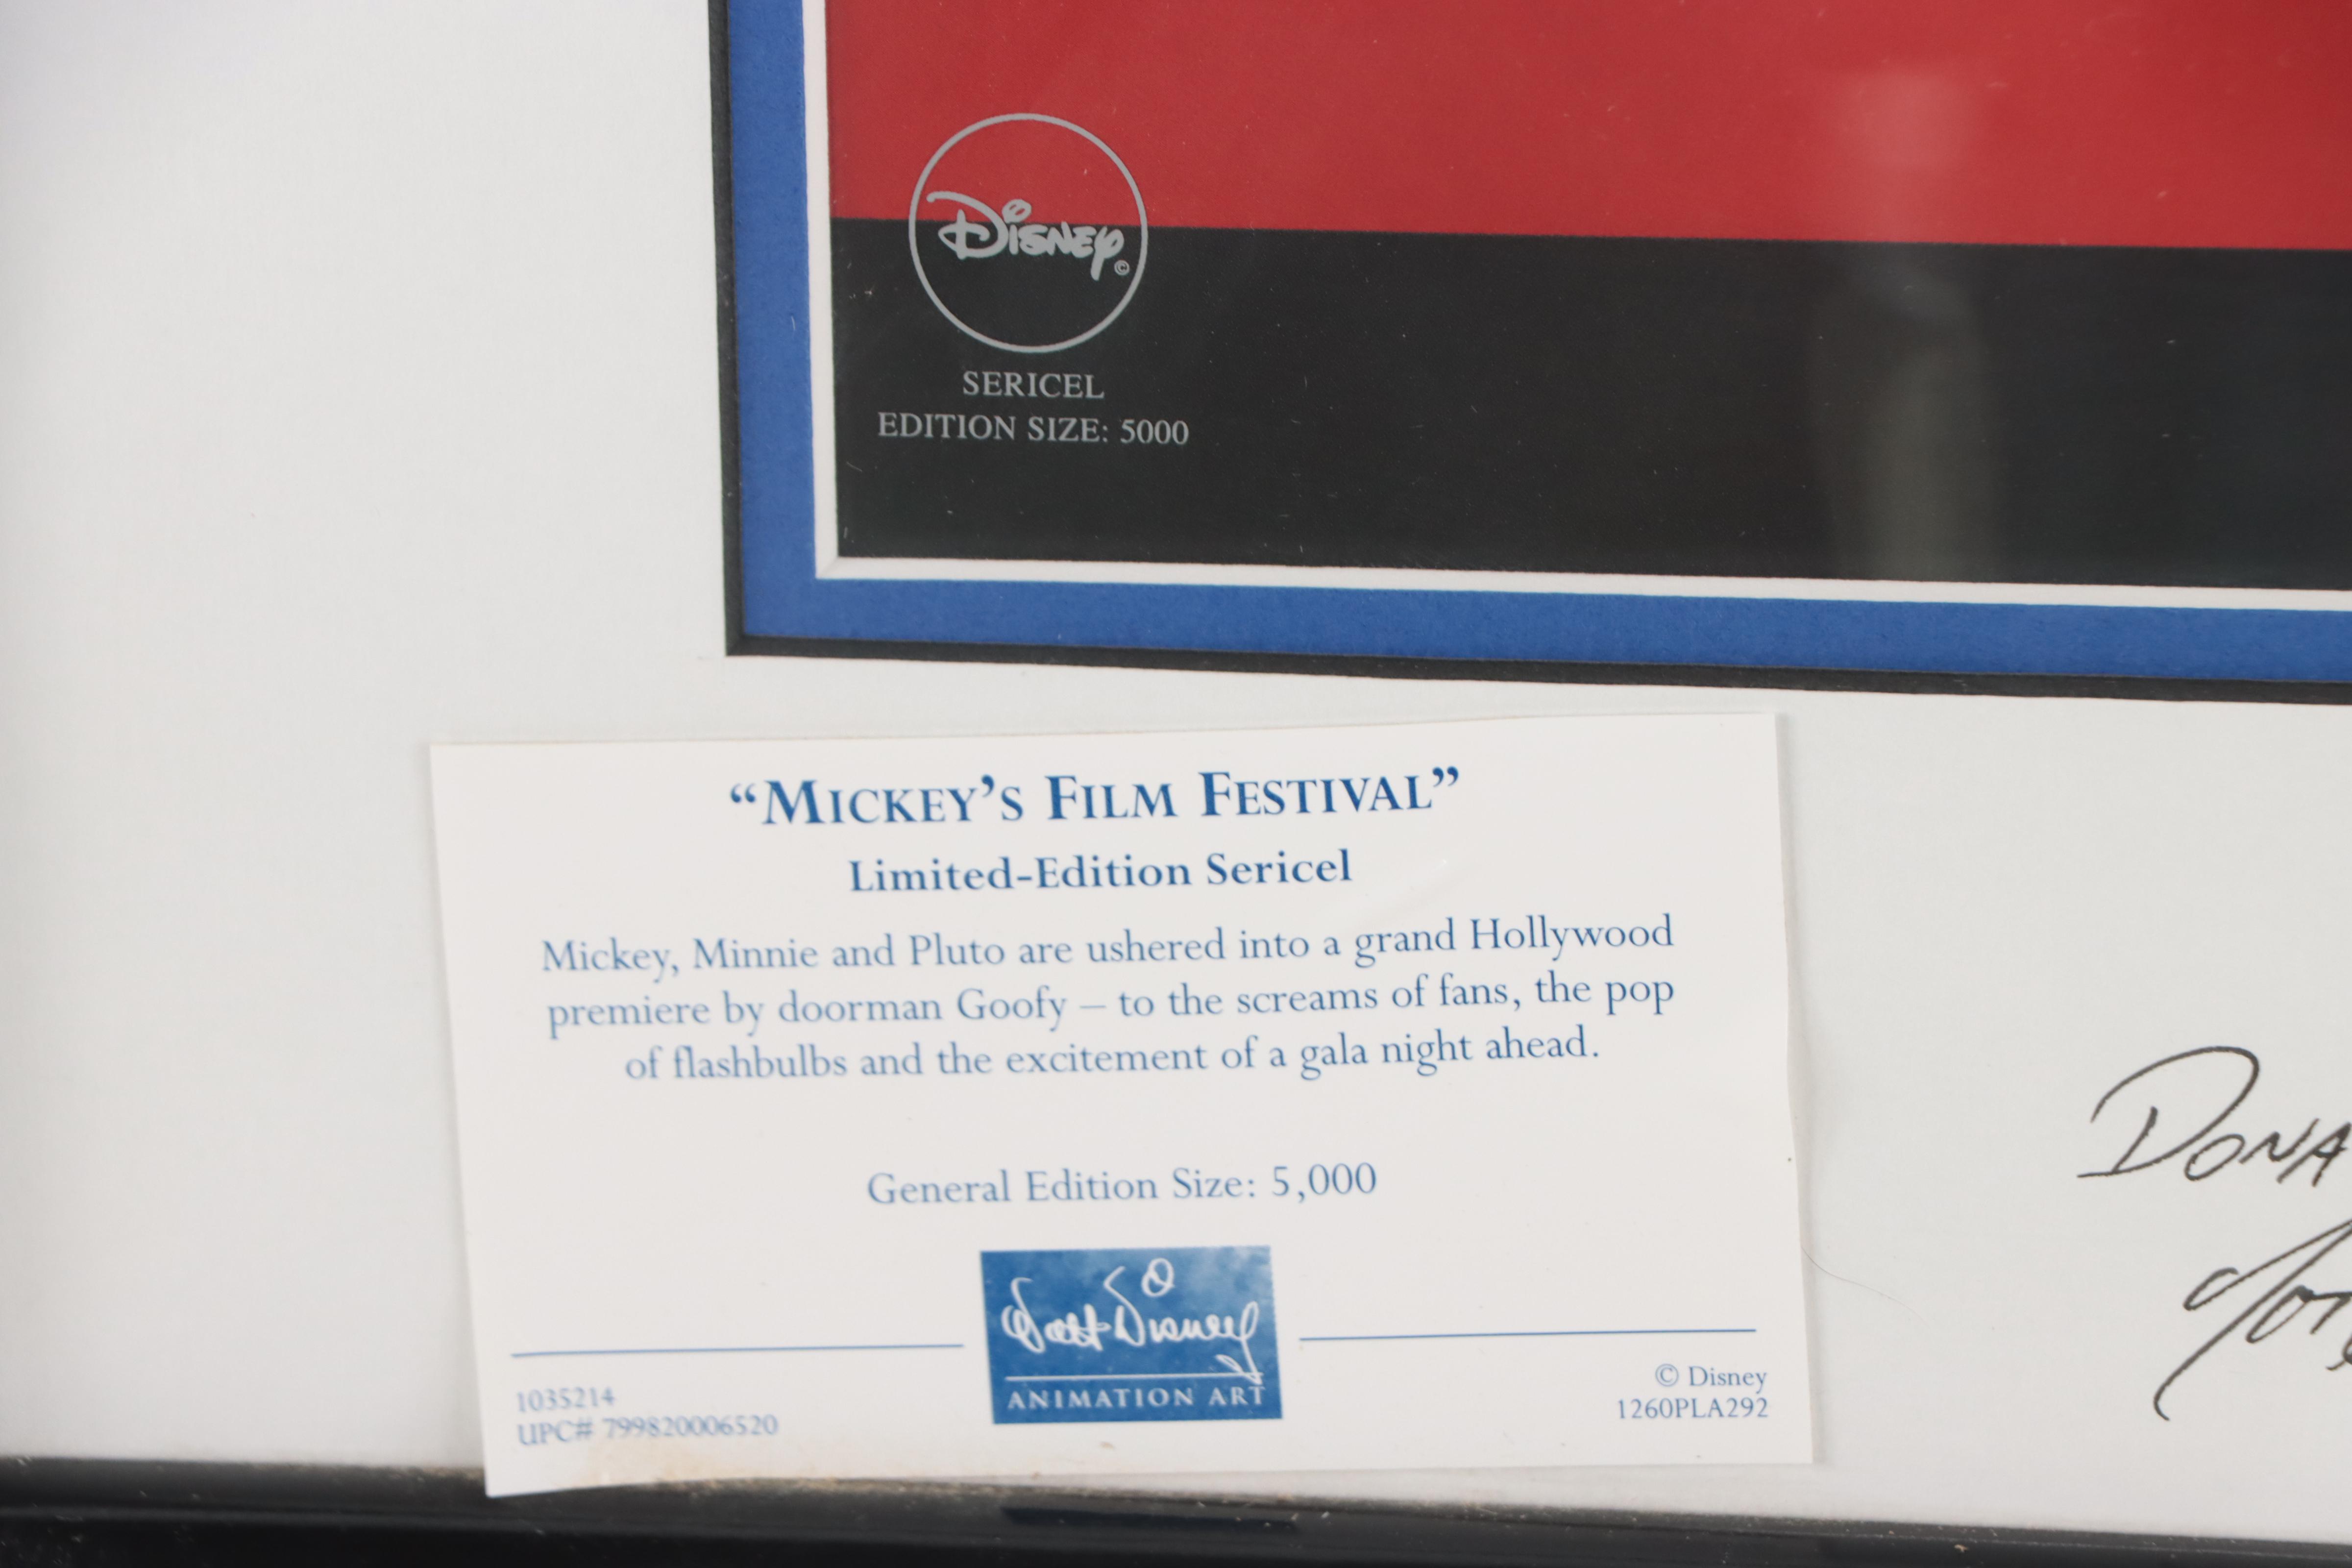 Disney©
SERICEL
EDITION SIZE: 5000
“MICKEY’S FILM FESTIVAL”
Limited-Edition Sericel
Mickey, Minnie and Pluto are ushered into a grand Hollywood
premiere by doorman Goofy – to the screams of fans, the pop
of flashbulbs and the excitement of a gala night ahead.
General Edition Size: 5,000
Walt Disney
ANIMATION ART
1035214
UPC# 799820006520
© Disney
1260PLA292
DONA